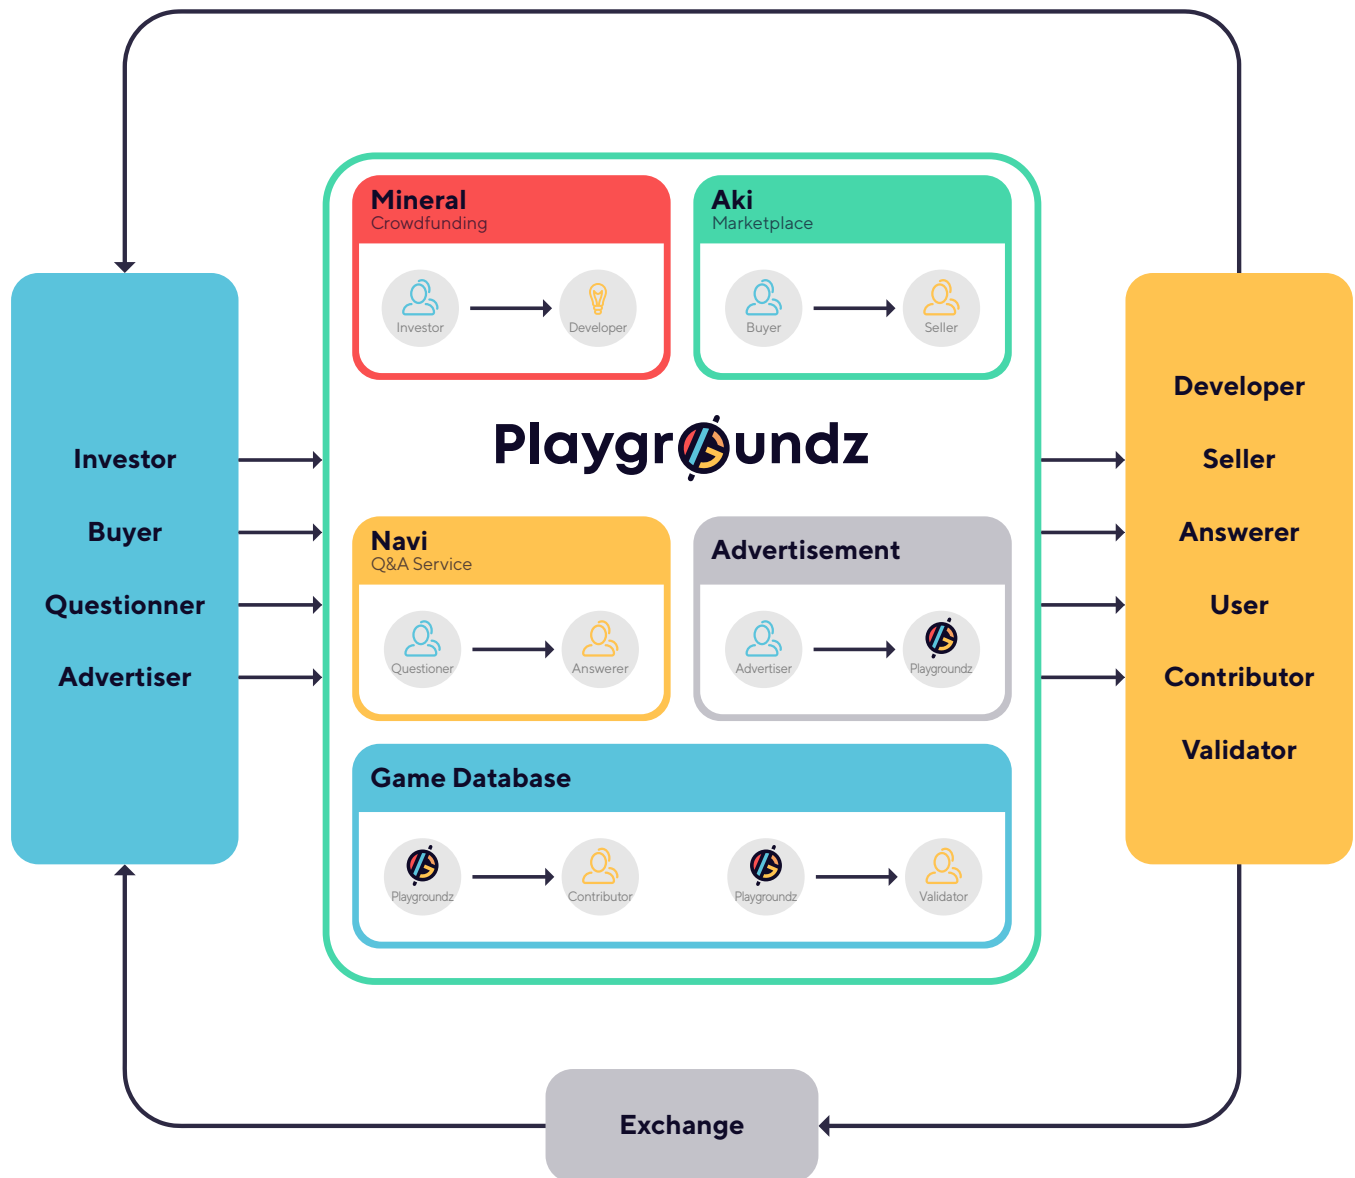 Mineral
Crowdfunding
Investor
Developer
Aki
Marketplace
Buyer
Seller
Playgroundz
Investor
Buyer
Questionner
Advertiser
Navi
Q&A Service
Questioner
Answerer
Advertisement
Advertiser
Playgroundz
Game Database
Playgroundz
Contributor
Playgroundz
Validator
Developer
Seller
Answerer
User
Contributor
Validator
Exchange